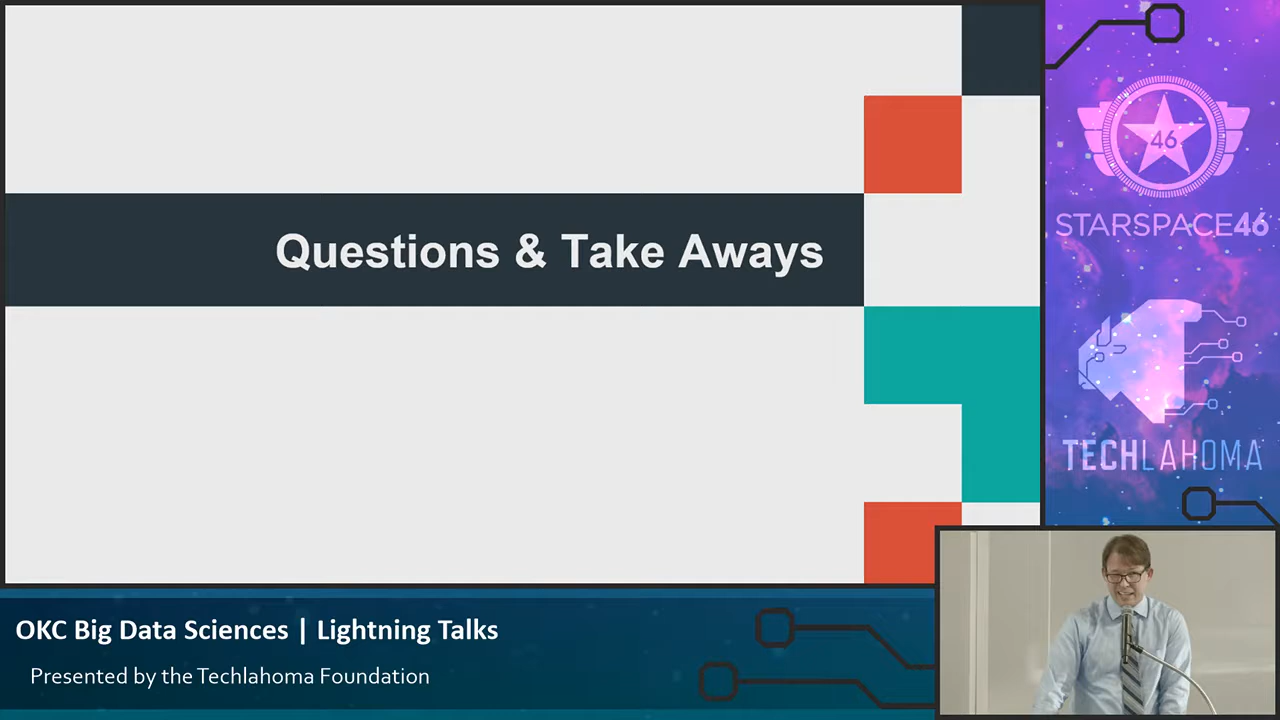 Questions & Take Aways
46
STARSPACE46
TECHLAHOMA
OKC Big Data Sciences | Lightning Talks
Presented by the Techlahoma Foundation